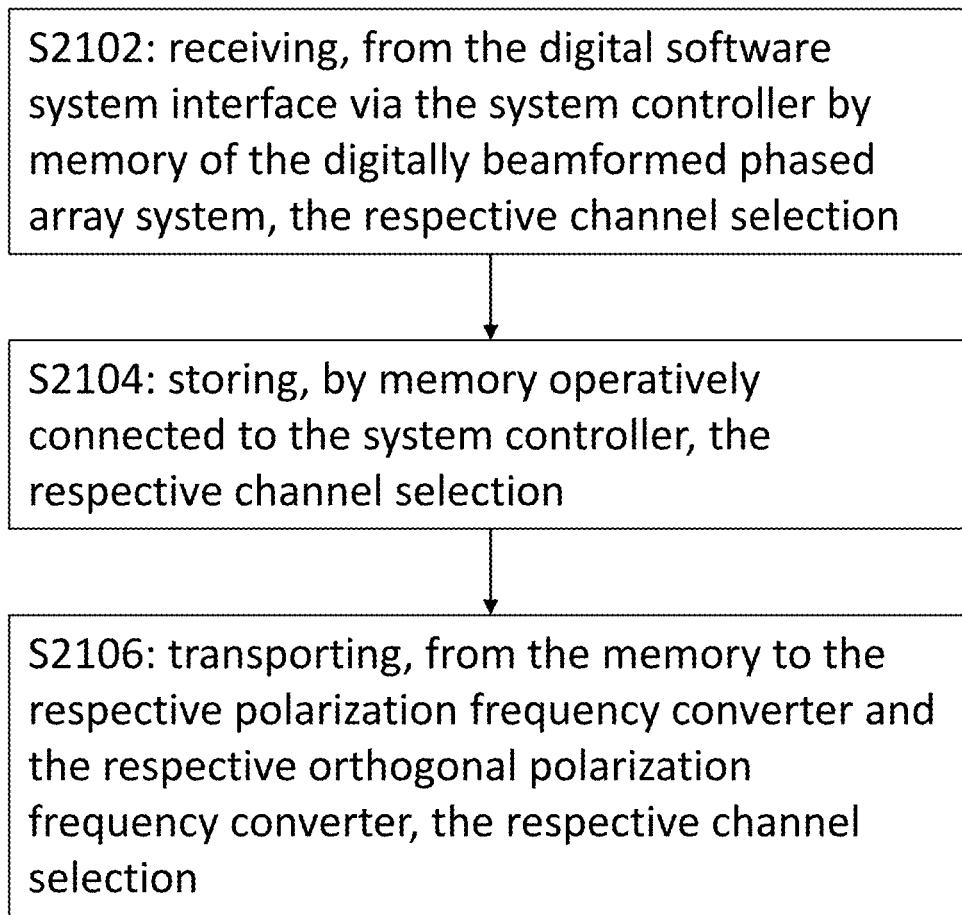 S2102: receiving, from the digital software
system interface via the system controller by
memory of the digitally beamformed phased
array system, the respective channel selection
S2104: storing, by memory operatively
connected to the system controller, the
respective channel selection
S2106: transporting, from the memory to the
respective polarization frequency converter and
the respective orthogonal polarization
frequency converter, the respective channel
selection